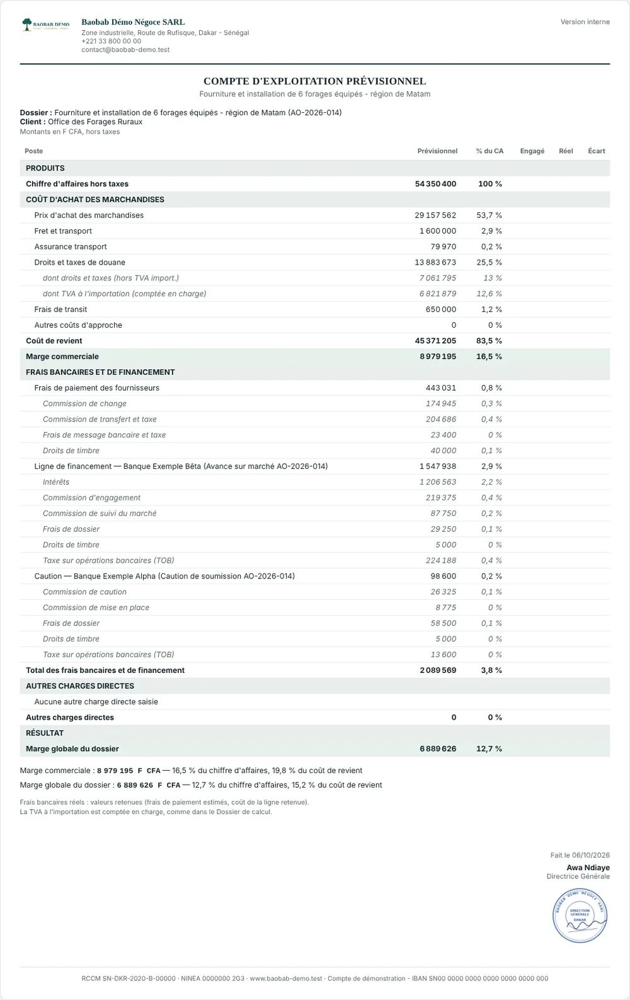 BAOBAB DÉMO
Baobab Démo Négoce SARL
Zone industrielle, Route de Rufisque, Dakar - Sénégal
+221 33 800 00 00
contact@baobab-demo.test
Version interne
COMPTE D'EXPLOITATION PRÉVISIONNEL
Fourniture et installation de 6 forages équipés - région de Matam
Dossier : Fourniture et installation de 6 forages équipés - région de Matam (AO-2026-014)
Client : Office des Forages Ruraux
Montants en F CFA, hors taxes
Poste Prévisionnel % du CA Engagé Réel Écart
PRODUITS
Chiffre d'affaires hors taxes 54 350 400 100 %
COÛT D'ACHAT DES MARCHANDISES
Prix d'achat des marchandises 29 157 562 53,7 %
Fret et transport 1 600 000 2,9 %
Assurance transport 79 970 0,2 %
Droits et taxes de douane 13 883 673 25,5 %
dont droits et taxes (hors TVA import.) 7 061 795 13 %
dont TVA à l'importation (comptée en charge) 6 821 879 12,6 %
Frais de transit 650 000 1,2 %
Autres coûts d'approche 0 0 %
Coût de revient 45 371 205 83,5 %
Marge commerciale 8 979 195 16,5 %
FRAIS BANCAIRES ET DE FINANCEMENT
Frais de paiement des fournisseurs 443 031 0,8 %
Commission de change 174 945 0,3 %
Commission de transfert et taxe 204 686 0,4 %
Frais de message bancaire et taxe 23 400 0 %
Droits de timbre 40 000 0,1 %
Ligne de financement — Banque Exemple Bêta (Avance sur marché AO-2026-014) 1 547 938 2,9 %
Intérêts 1 206 563 2,2 %
Commission d'engagement 219 375 0,4 %
Commission de suivi du marché 87 750 0,2 %
Frais de dossier 29 250 0,1 %
Droits de timbre 5 000 0 %
Taxe sur opérations bancaires (TOB) 224 188 0,4 %
Caution — Banque Exemple Alpha (Caution de soumission AO-2026-014) 98 600 0,2 %
Commission de caution 26 325 0,1 %
Commission de mise en place 8 775 0 %
Frais de dossier 58 500 0,1 %
Droits de timbre 5 000 0 %
Taxe sur opérations bancaires (TOB) 13 600 0 %
Total des frais bancaires et de financement 2 089 569 3,8 %
AUTRES CHARGES DIRECTES
Aucune autre charge directe saisie
Autres charges directes 0 0 %
RÉSULTAT
Marge globale du dossier 6 889 626 12,7 %
Marge commerciale : 8 979 195 F CFA — 16,5 % du chiffre d'affaires, 19,8 % du coût de revient
Marge globale du dossier : 6 889 626 F CFA — 12,7 % du chiffre d'affaires, 15,2 % du coût de revient
Frais bancaires réels : valeurs retenues (frais de paiement estimés, coût de la ligne retenue).
La TVA à l'importation est comptée en charge, comme dans le Dossier de calcul.
Fait le 06/10/2026
Awa Ndiaye
Directrice Générale
BAOBAB DÉMO NÉGOCE SARL
DIRECTION
GÉNÉRALE
DAKAR
RCCM SN-DKR-2020-B-00000 · NINEA 0000000 2G3 · www.baobab-demo.test · Compte de démonstration - IBAN SN00 0000 0000 0000 0000 0000 000